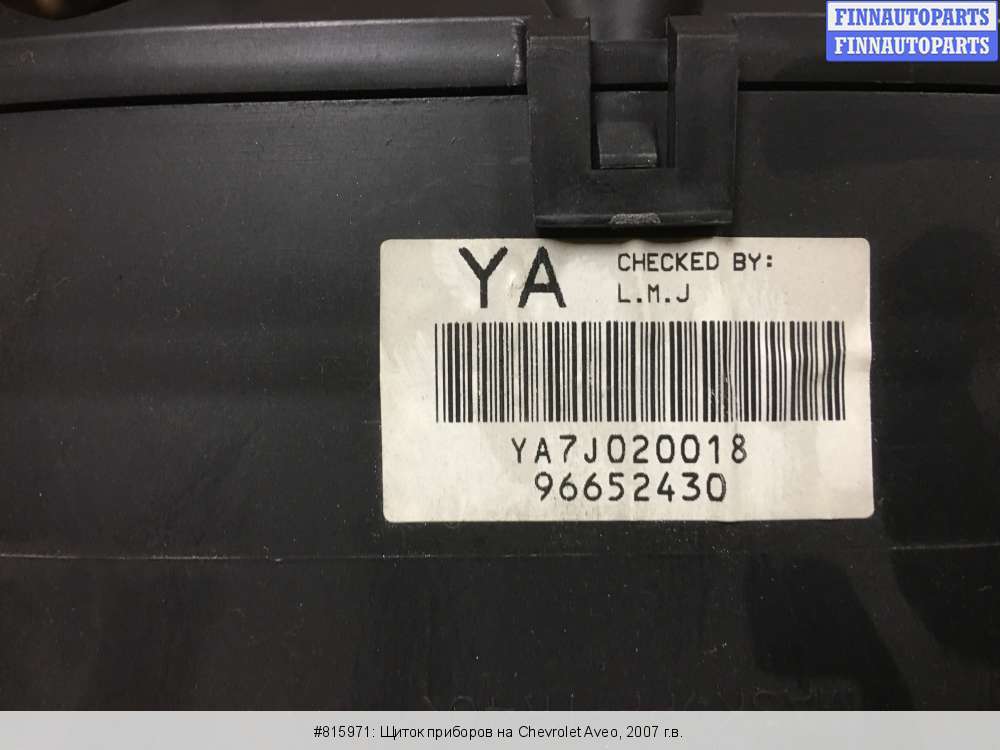 FINNAUTOPARTS
FINNAUTOPARTS
YA
CHECKED BY:
L.M.J
YA7J020018
96652430
#815971: Щиток приборов на Chevrolet Aveo, 2007 г.в.